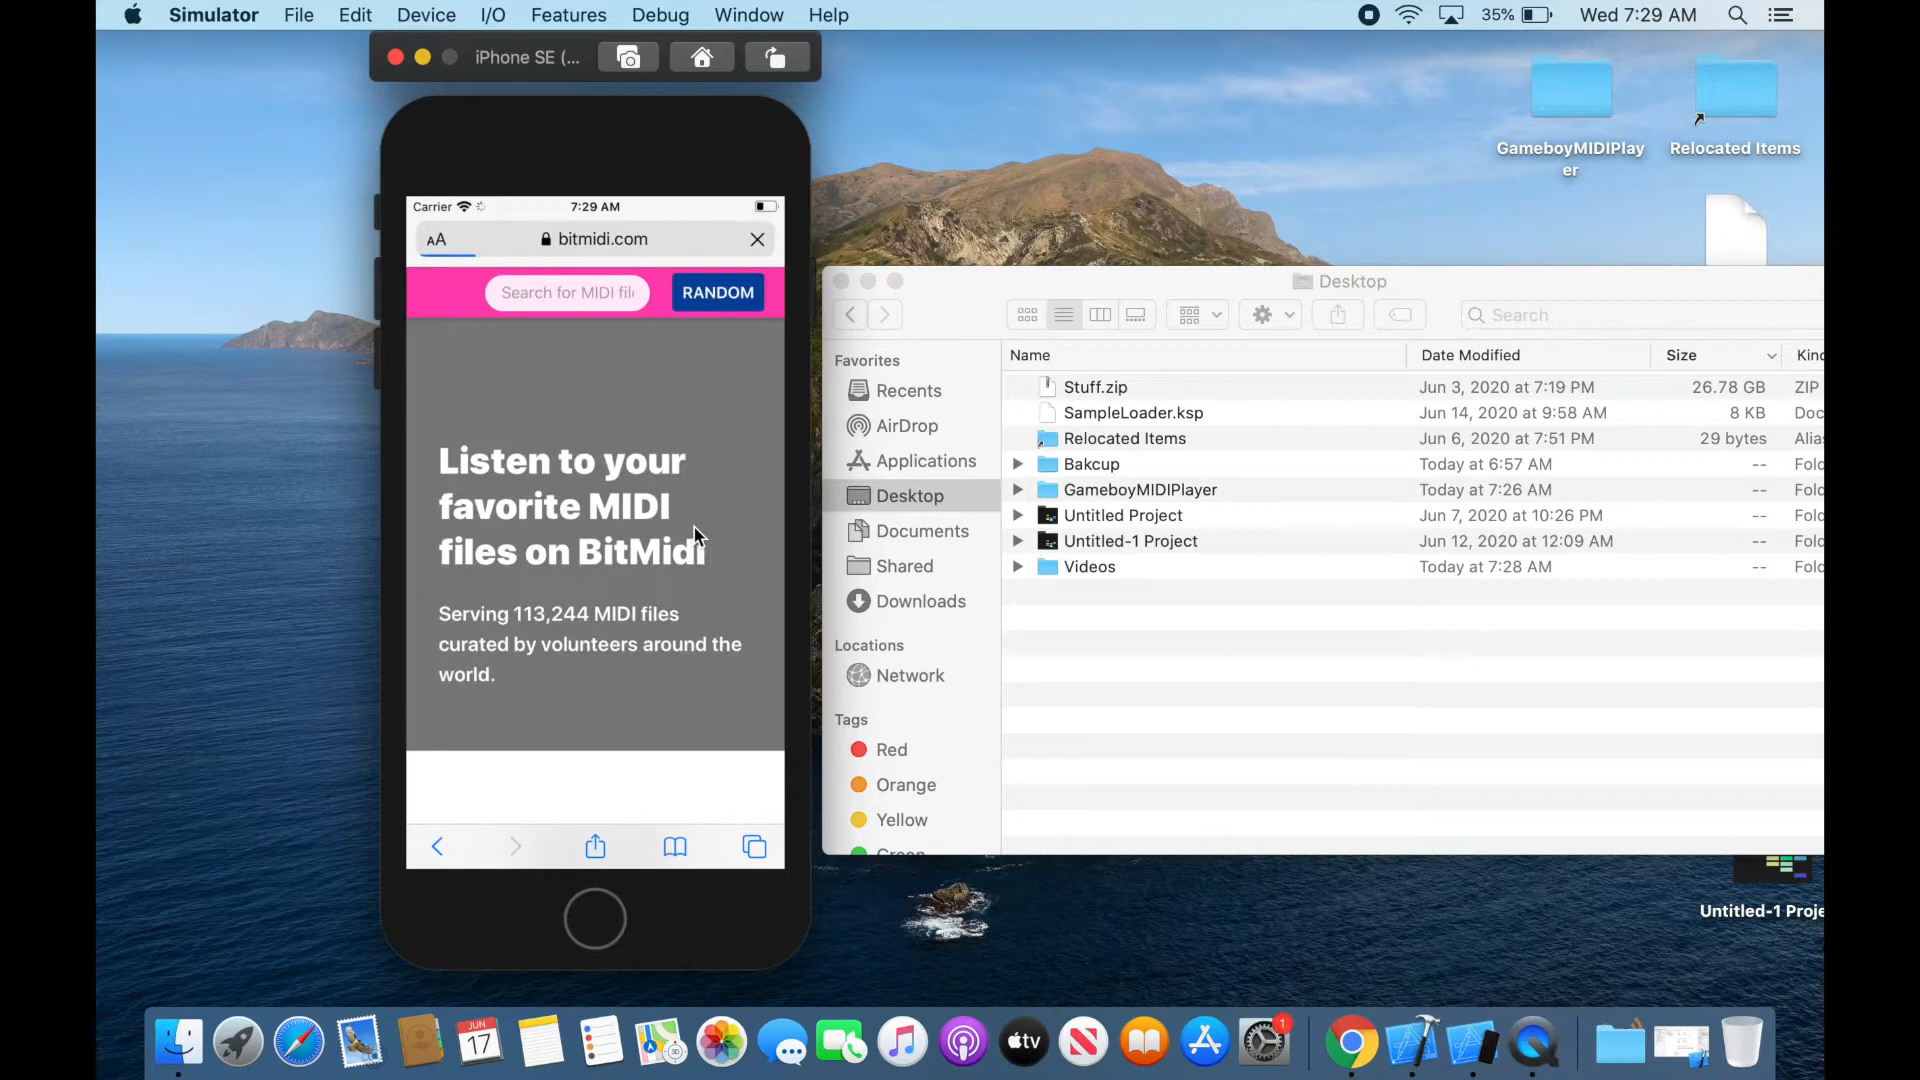 Simulator File Edit Device I/O Features Debug Window Help 35% Wed 7:29 AM
iPhone SE (...
GameboyMIDIPlay
er
Relocated Items
Carrier 7:29 AM
AA bitmidi.com
Search for MIDI fil
RANDOM
Listen to your
favorite MIDI
files on BitMidi
Serving 113,244 MIDI files
curated by volunteers around the
world.
Desktop
Search
Favorites
Recents
AirDrop
Applications
Desktop
Documents
Shared
Downloads
Locations
Network
Tags
Red
Orange
Yellow
Green
Name Date Modified Size Kind
Stuff.zip Jun 3, 2020 at 7:19 PM 26.78 GB ZIP
SampleLoader.ksp Jun 14, 2020 at 9:58 AM 8 KB Doc
Relocated Items Jun 6, 2020 at 7:51 PM 29 bytes Alia
Bakcup Today at 6:57 AM -- Fold
GameboyMIDIPlayer Today at 7:26 AM -- Fold
Untitled Project Jun 7, 2020 at 10:26 PM -- Fold
Untitled-1 Project Jun 12, 2020 at 12:09 AM -- Fold
Videos Today at 7:28 AM -- Fold
Untitled-1 Proje
JUN
17
3D
tv
1